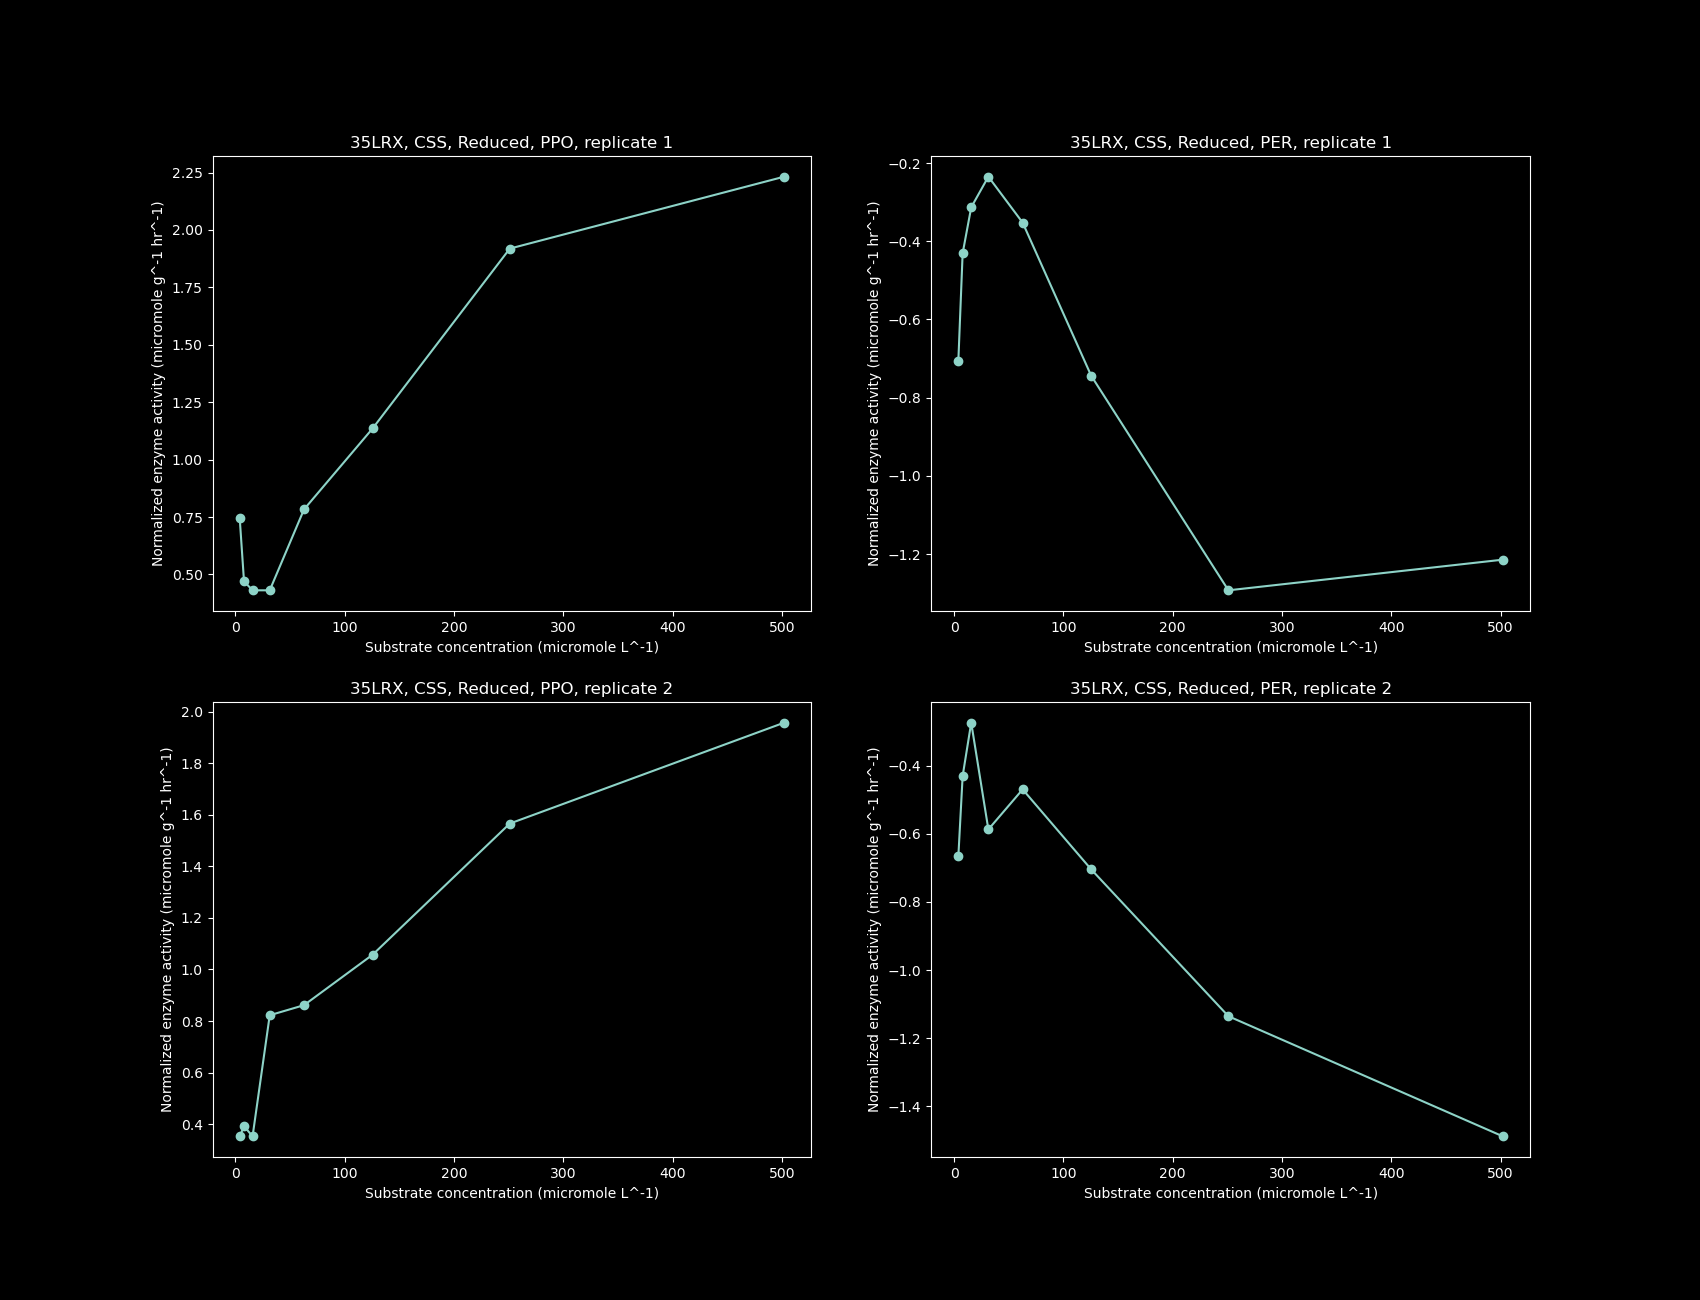 35LRX, CSS, Reduced, PPO, replicate 1
Normalized enzyme activity (micromole g^-1 hr^-1)
2.25
2.00
1.75
1.50
1.25
1.00
0.75
0.50
0 100 200 300 400 500
Substrate concentration (micromole L^-1)
35LRX, CSS, Reduced, PER, replicate 1
Normalized enzyme activity (micromole g^-1 hr^-1)
−0.2
−0.4
−0.6
−0.8
−1.0
−1.2
0 100 200 300 400 500
Substrate concentration (micromole L^-1)
35LRX, CSS, Reduced, PPO, replicate 2
Normalized enzyme activity (micromole g^-1 hr^-1)
2.0
1.8
1.6
1.4
1.2
1.0
0.8
0.6
0.4
0 100 200 300 400 500
Substrate concentration (micromole L^-1)
35LRX, CSS, Reduced, PER, replicate 2
Normalized enzyme activity (micromole g^-1 hr^-1)
−0.4
−0.6
−0.8
−1.0
−1.2
−1.4
0 100 200 300 400 500
Substrate concentration (micromole L^-1)